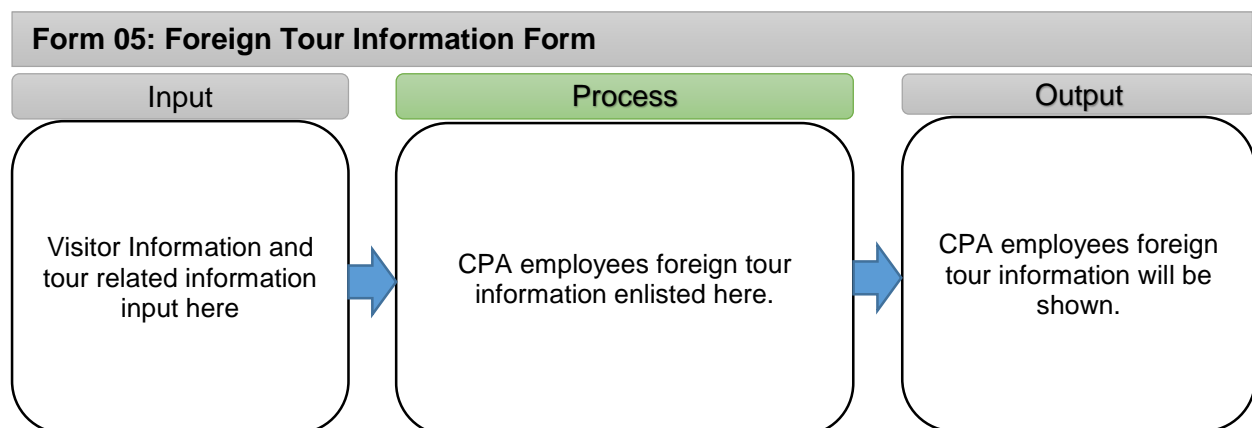 Form 05: Foreign Tour Information Form
Input
Process
Output
Visitor Information and
tour related information
input here
CPA employees foreign tour
information enlisted here.
CPA employees foreign
tour information will be
shown.